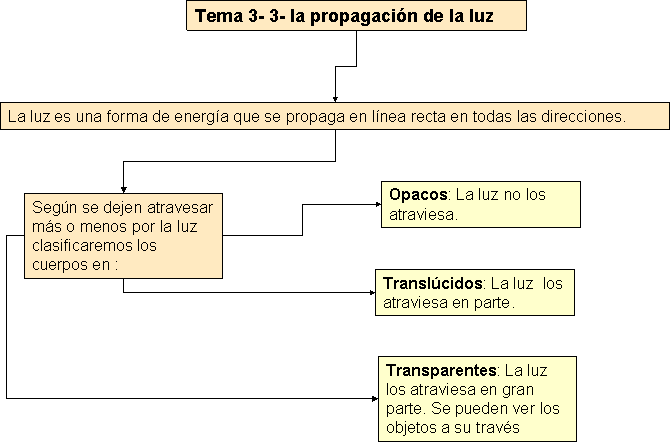 Tema 3- 3- la propagación de la luz
La luz es una forma de energía que se propaga en línea recta en todas las direcciones.
Según se dejen atravesar
más o menos por la luz
clasificaremos los
cuerpos en :
Opacos: La luz no los
atraviesa.
Translúcidos: La luz los
atraviesa en parte.
Transparentes: La luz
los atraviesa en gran
parte. Se pueden ver los
objetos a su través